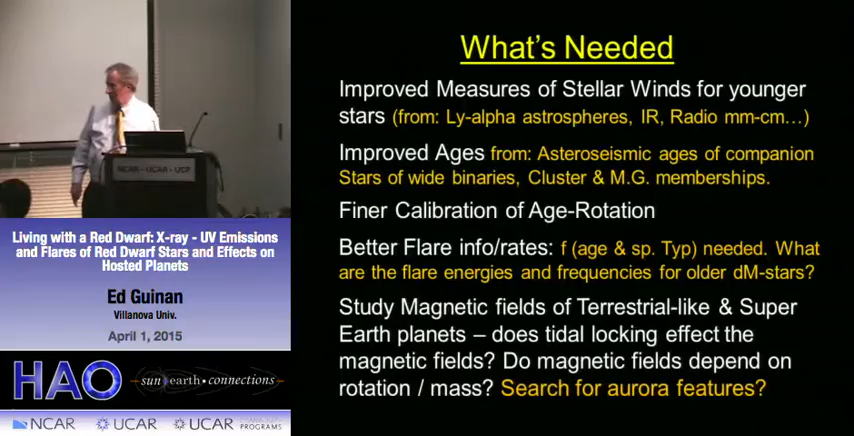 What's Needed
Improved Measures of Stellar Winds for younger
stars (from: Ly-alpha astrospheres, IR, Radio mm-cm…)
Improved Ages from: Asteroseismic ages of companion
Stars of wide binaries, Cluster & M.G. memberships.
Finer Calibration of Age-Rotation
Better Flare info/rates: f (age & sp. Typ) needed. What
are the flare energies and frequencies for older dM-stars?
Study Magnetic fields of Terrestrial-like & Super
Earth planets – does tidal locking effect the
magnetic fields? Do magnetic fields depend on
rotation / mass? Search for aurora features?
NCAR - UCAR - UCP
Living with a Red Dwarf: X-ray - UV Emissions
and Flares of Red Dwarf Stars and Effects on
Hosted Planets
Ed Guinan
Villanova Univ.
April 1, 2015
HAO sun • earth • connections
NCAR UCAR UCAR
PROGRAMS